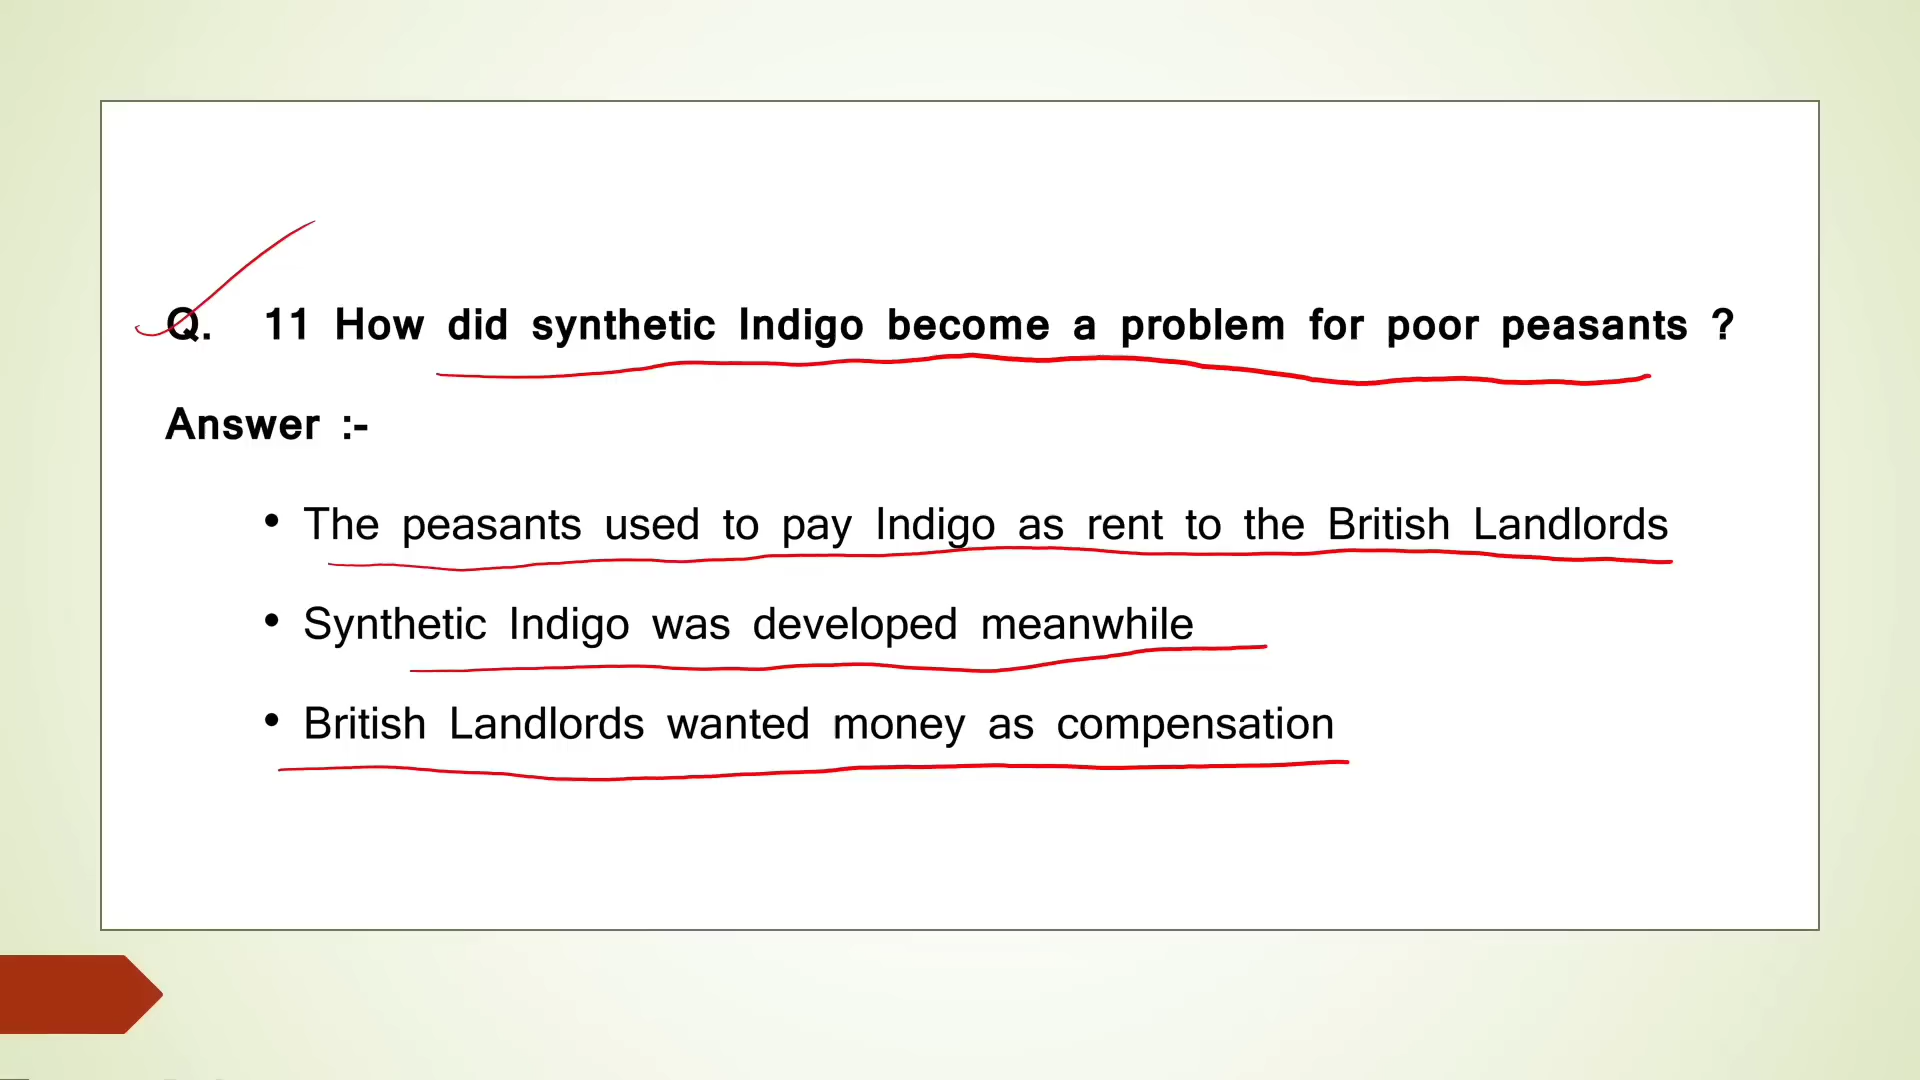 Q. 11 How did synthetic Indigo become a problem for poor peasants ?
Answer :-
• The peasants used to pay Indigo as rent to the British Landlords
• Synthetic Indigo was developed meanwhile
• British Landlords wanted money as compensation